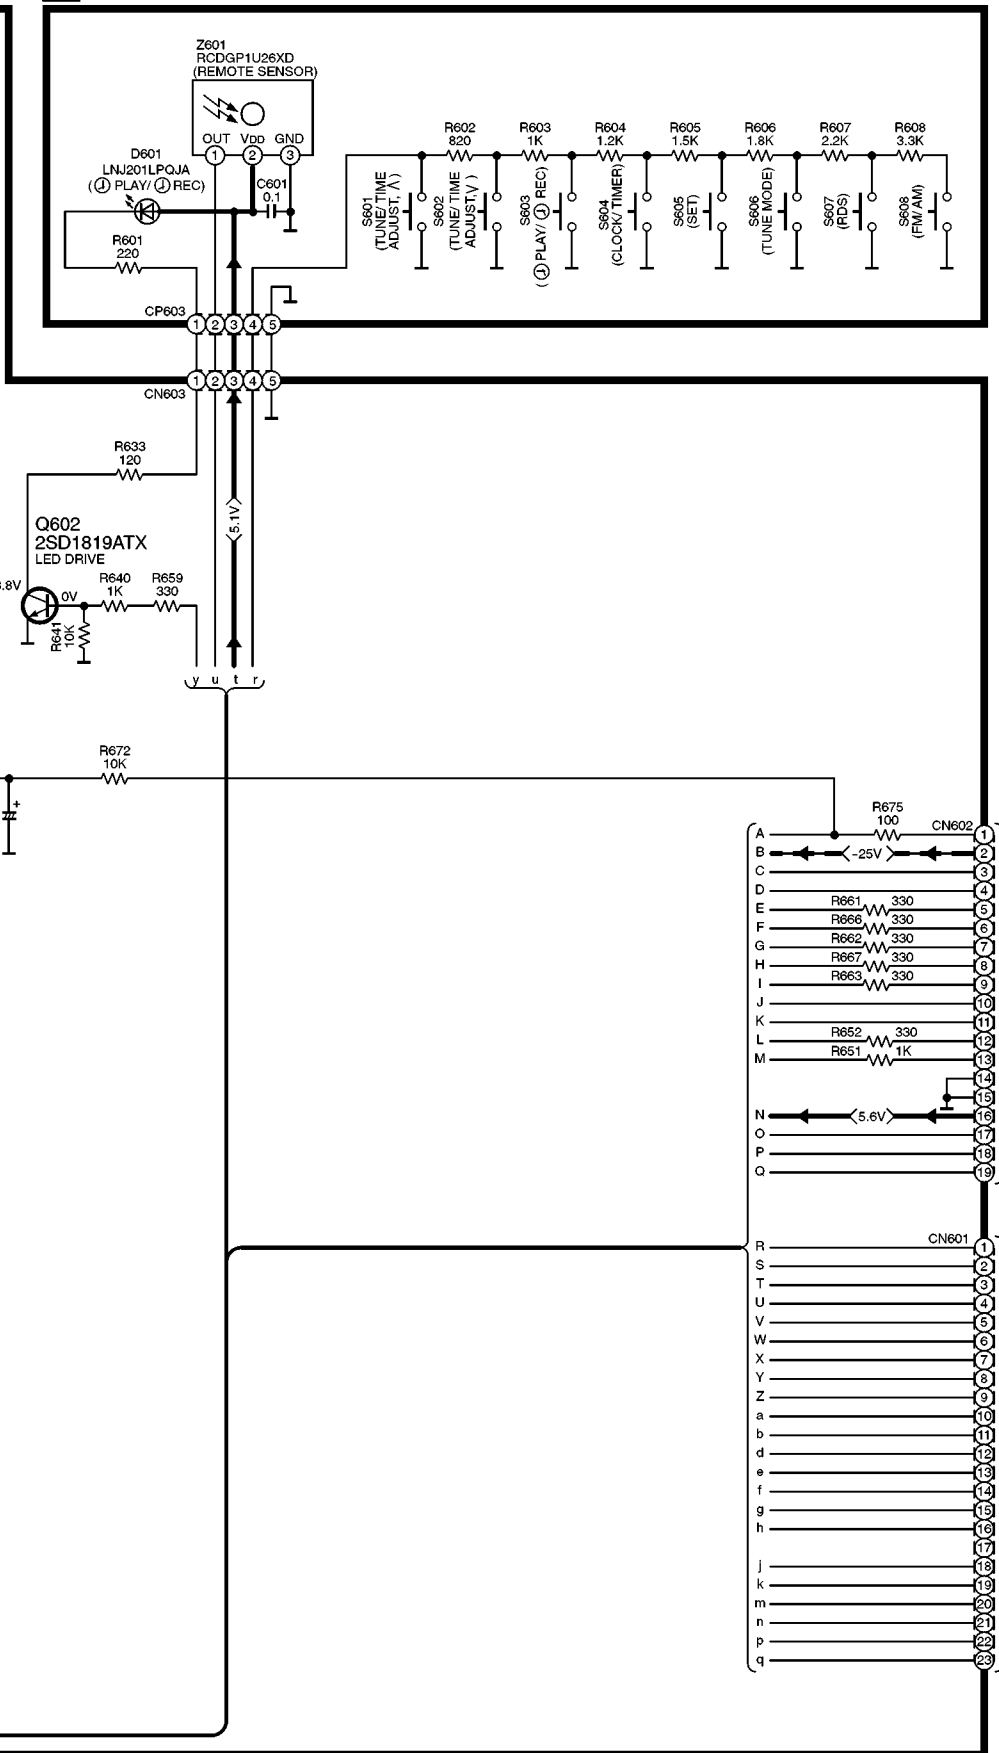 Z601
RCDGP1U26XD
(REMOTE SENSOR)
OUT VDD GND
1 2 3
D601
LNJ201LPQJA
( PLAY/ REC)
C601
0.1
R601
220
R602
820
R603
1K
R604
1.2K
R605
1.5K
R606
1.8K
R607
2.2K
R608
3.3K
S601
(TUNE/TIME
ADJUST,∧)
S602
(TUNE/TIME
ADJUST,∨)
S603
( PLAY/ REC)
S604
(CLOCK/TIMER)
S605
(SET)
S606
(TUNE MODE)
S607
(RDS)
S608
(FM/AM)
CP603
1 2 3 4 5
CN603
1 2 3 4 5
R633
120
5.1V
Q602
2SD1819ATX
LED DRIVE
3.8V
0V
R640
1K
R659
330
R641
10K
y u t r
R672
10K
+
R675
100
CN602
A 1
B -25V 2
C 3
D 4
E R661 330 5
F R666 330 6
G R662 330 7
H R667 330 8
I R663 330 9
J 10
K 11
L R652 330 12
M R651 1K 13
14
15
N 5.6V 16
O 17
P 18
Q 19
CN601
R 1
S 2
T 3
U 4
V 5
W 6
X 7
Y 8
Z 9
a 10
b 11
d 12
e 13
f 14
g 15
h 16
17
j 18
k 19
m 20
n 21
p 22
q 23